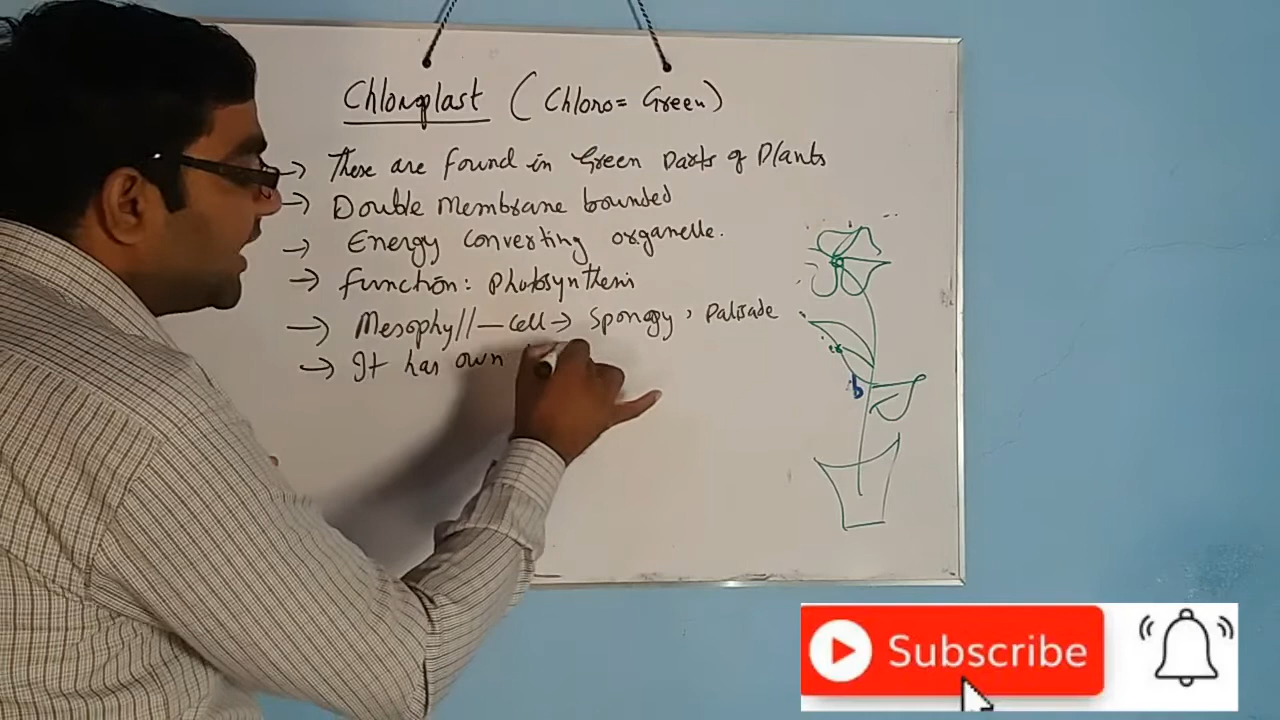 Chloroplast (Chloro= Green)
→ These are found in Green Parts of Plants
→ Double Membrane bounded
→ Energy Converting organelle.
→ function: Photosynthesis
→ Mesophyll-cell → Spongy, Palisade
→ It has own
b
Subscribe